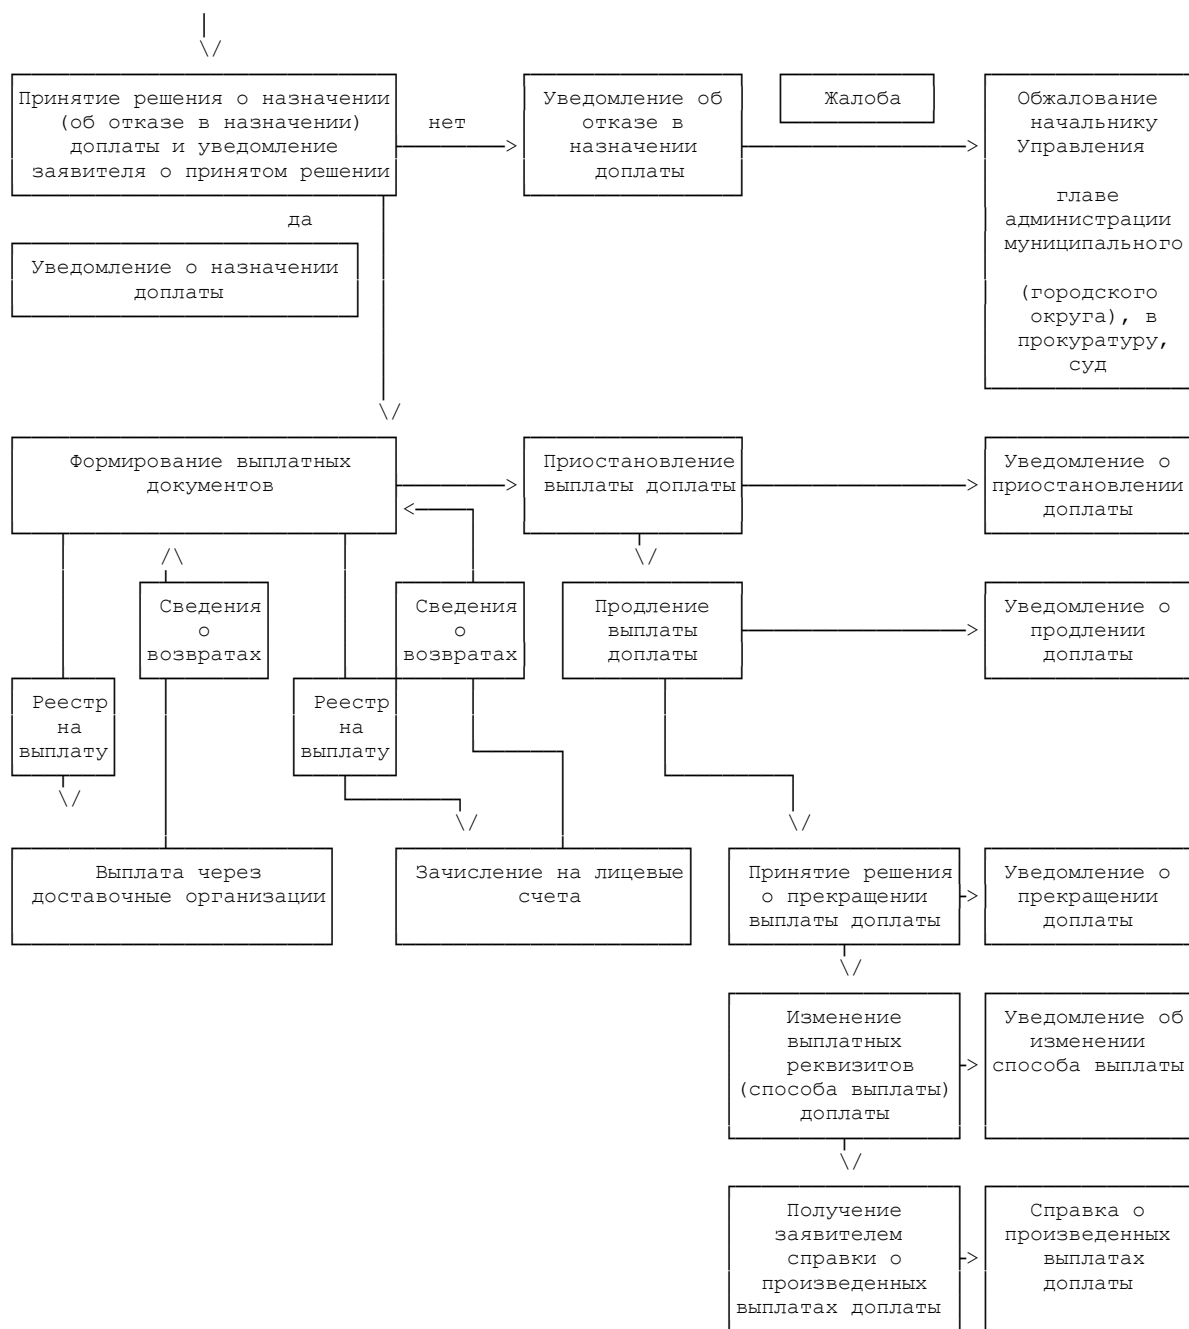 Принятие решения о назначении
(об отказе в назначении)
доплаты и уведомление
заявителя о принятом решении
нет
Уведомление об
отказе в
назначении
доплаты
Жалоба
Обжалование
начальнику
Управления
главе
администрации
муниципального
(городского
округа), в
прокуратуру,
суд
да
Уведомление о назначении
доплаты
Формирование выплатных
документов
Приостановление
выплаты доплаты
Уведомление о
приостановлении
доплаты
Сведения
о
возвратах
Сведения
о
возвратах
Продление
выплаты
доплаты
Уведомление о
продлении
доплаты
Реестр
на
выплату
Реестр
на
выплату
Выплата через
доставочные организации
Зачисление на лицевые
счета
Принятие решения
о прекращении
выплаты доплаты
Уведомление о
прекращении
доплаты
Изменение
выплатных
реквизитов
(способа выплаты)
доплаты
Уведомление об
изменении
способа выплаты
Получение
заявителем
справки о
произведенных
выплатах доплаты
Справка о
произведенных
выплатах
доплаты